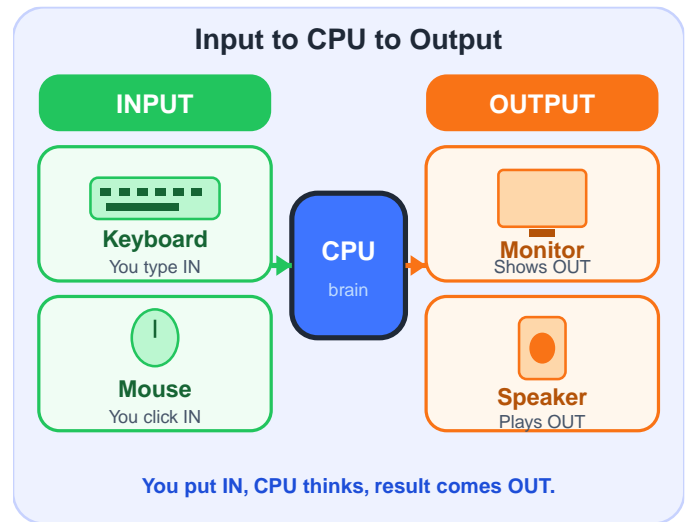 Input to CPU to Output
INPUT
OUTPUT
Keyboard
You type IN
Mouse
You click IN
CPU
brain
Monitor
Shows OUT
Speaker
Plays OUT
You put IN, CPU thinks, result comes OUT.